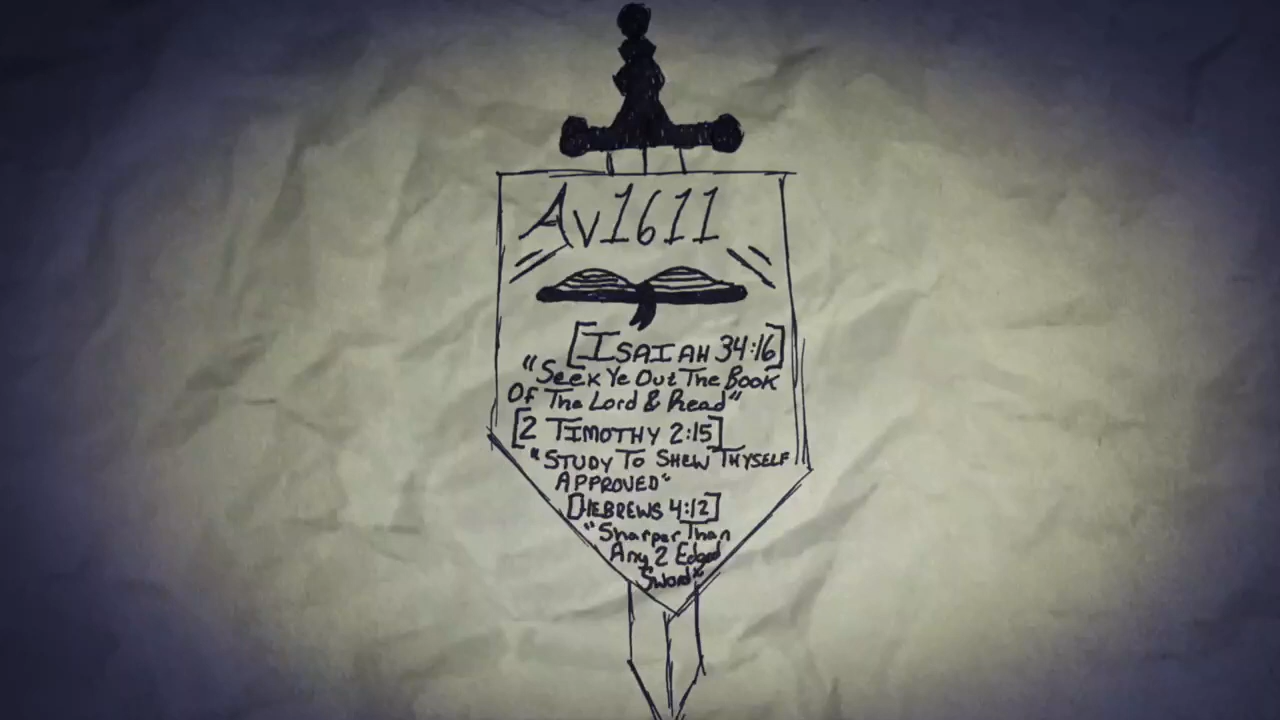 Av1611
[ISAIAH 34:16]
"Seek Ye Out The Book
Of The Lord & Read"
[2 TIMOTHY 2:15]
"STUDY TO SHEW THYSELF
APPROVED"
[HEBREWS 4:12]
"Sharper Than
Any 2 Edged
Sword"